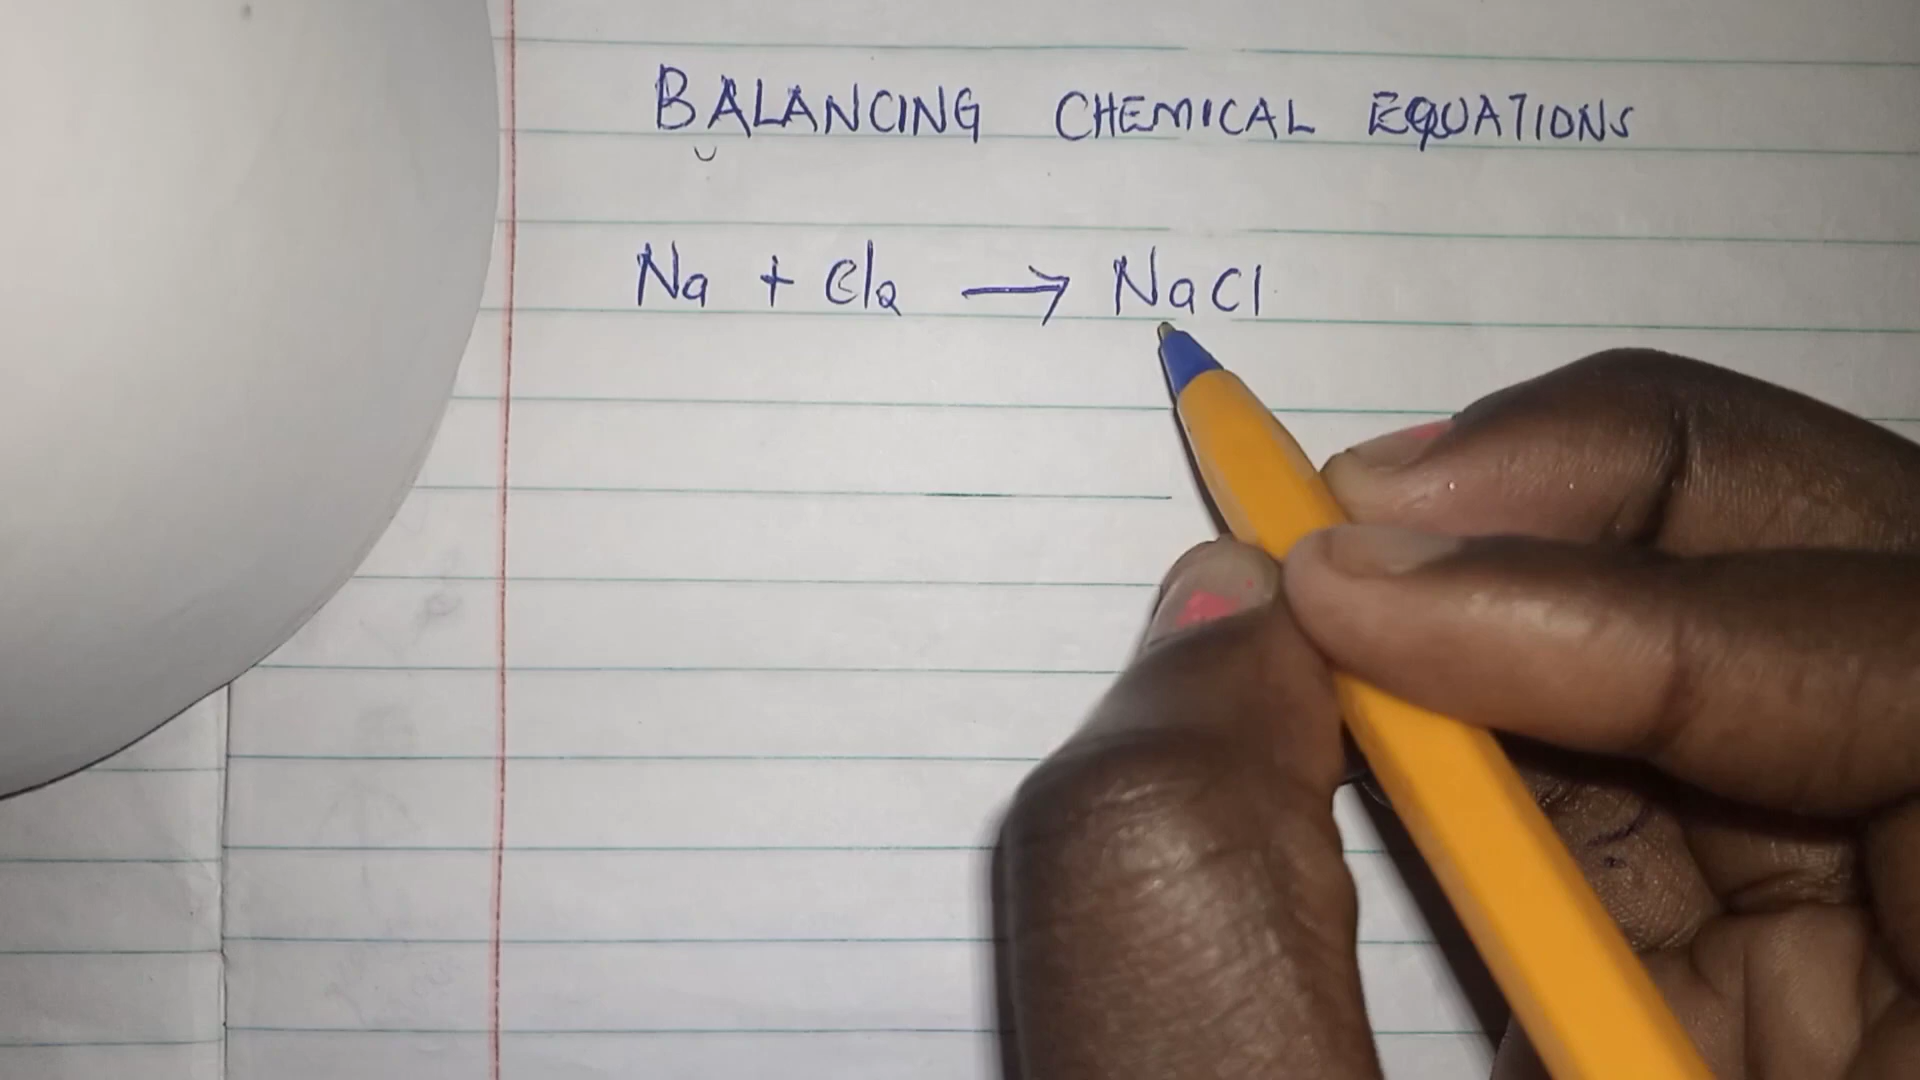 BALANCING CHEMICAL EQUATIONS
Na + Cl₂ → NaCl